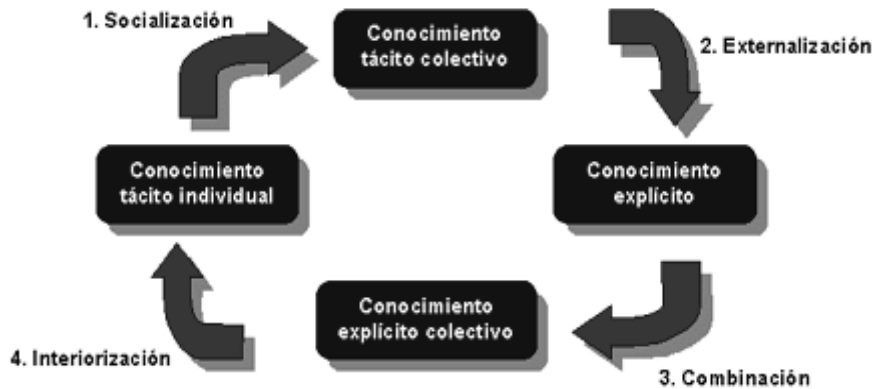 1. Socialización
Conocimiento
tácito colectivo
2. Externalización
Conocimiento
tácito individual
Conocimiento
explícito
Conocimiento
explícito colectivo
4. Interiorización
3. Combinación